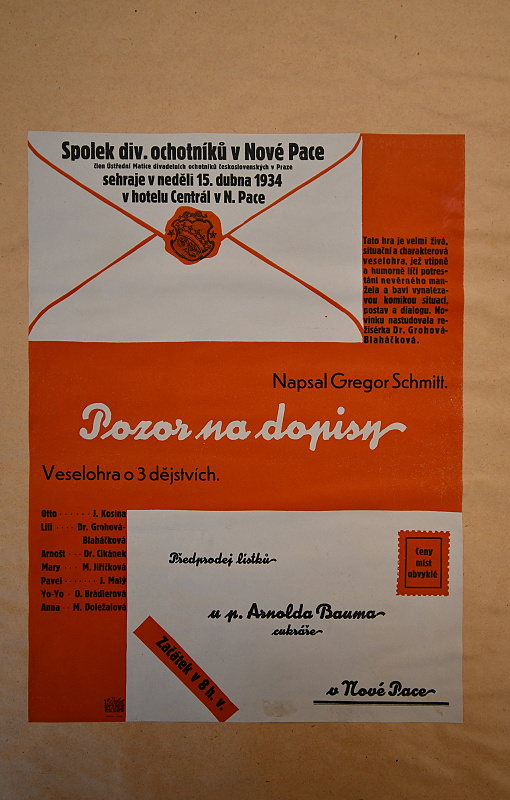 Spolek div. ochotníků v Nové Pace
člen Ústřední Matice divadelních ochotníků československých v Praze
sehraje v neděli 15. dubna 1934
v hotelu Centrál v N. Pace
Tato hra je velmi živá,
situační a charakterová
veselohra, jež vtipně
a humorně líčí potres-
tání nevěrného man-
žela a baví vynaléza-
vou komikou situací,
postav a dialogu. No-
vinku nastudovala re-
žisérka Dr. Grohová-
Blaháčková.
Napsal Gregor Schmitt.
Pozor na dopisy
Veselohra o 3 dějstvích.
Otto · · · · · · J. Kosina
Lili · · · Dr. Grohová-
Blaháčková
Arnošt · · Dr. Cikánek
Mary · · · M. Jiřičková
Pavel · · · · · · J. Malý
Yo-Yo · O. Brádlerová
Anna · · M. Doležalová
Předprodej lístků
u p. Arnolda Bauma
cukráře
v Nové Pace
Ceny
míst
obvyklé
Začátek v 8 h. v.